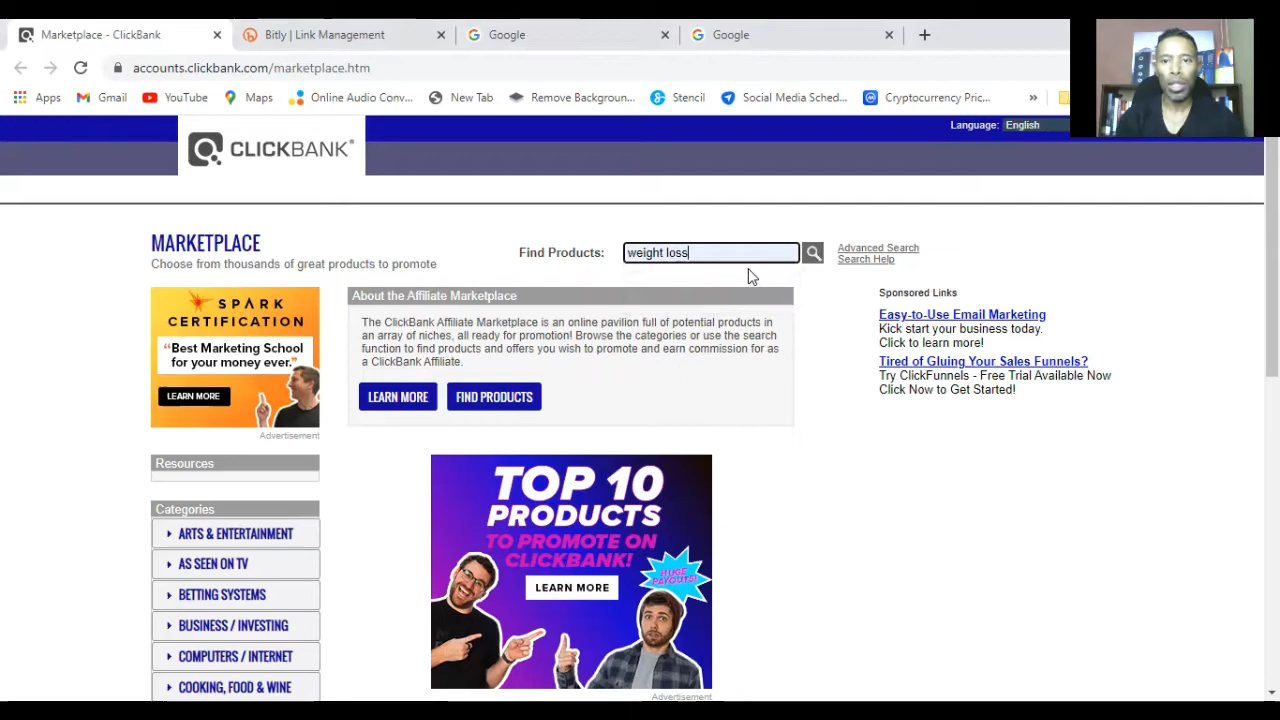 Marketplace - ClickBank
Bitly | Link Management
Google
Google
accounts.clickbank.com/marketplace.htm
Apps
Gmail
YouTube
Maps
Online Audio Conv...
New Tab
Remove Backgroun...
Stencil
Social Media Sched...
Cryptocurrency Pric...
»
Language: English
CLICKBANK®
MARKETPLACE
Choose from thousands of great products to promote
Find Products: weight loss
Advanced Search
Search Help
SPARK
CERTIFICATION
“Best Marketing School
for your money ever.”
LEARN MORE
Advertisement
About the Affiliate Marketplace
The ClickBank Affiliate Marketplace is an online pavilion full of potential products in
an array of niches, all ready for promotion! Browse the categories or use the search
function to find products and offers you wish to promote and earn commission for as
a ClickBank Affiliate.
LEARN MORE
FIND PRODUCTS
Sponsored Links
Easy-to-Use Email Marketing
Kick start your business today.
Click to learn more!
Tired of Gluing Your Sales Funnels?
Try ClickFunnels - Free Trial Available Now
Click Now to Get Started!
Resources
Categories
ARTS & ENTERTAINMENT
AS SEEN ON TV
BETTING SYSTEMS
BUSINESS / INVESTING
COMPUTERS / INTERNET
COOKING, FOOD & WINE
TOP 10
PRODUCTS
TO PROMOTE ON
CLICKBANK!
LEARN MORE
HUGE
PAYOUTS!
Advertisement